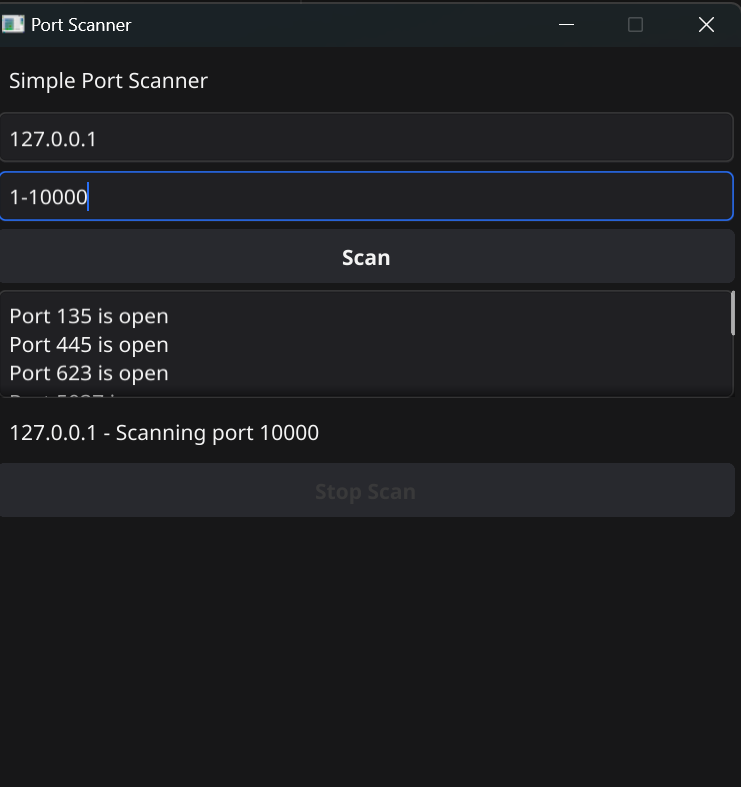 Port Scanner
Simple Port Scanner
127.0.0.1
1-10000
Scan
Port 135 is open
Port 445 is open
Port 623 is open
127.0.0.1 - Scanning port 10000
Stop Scan